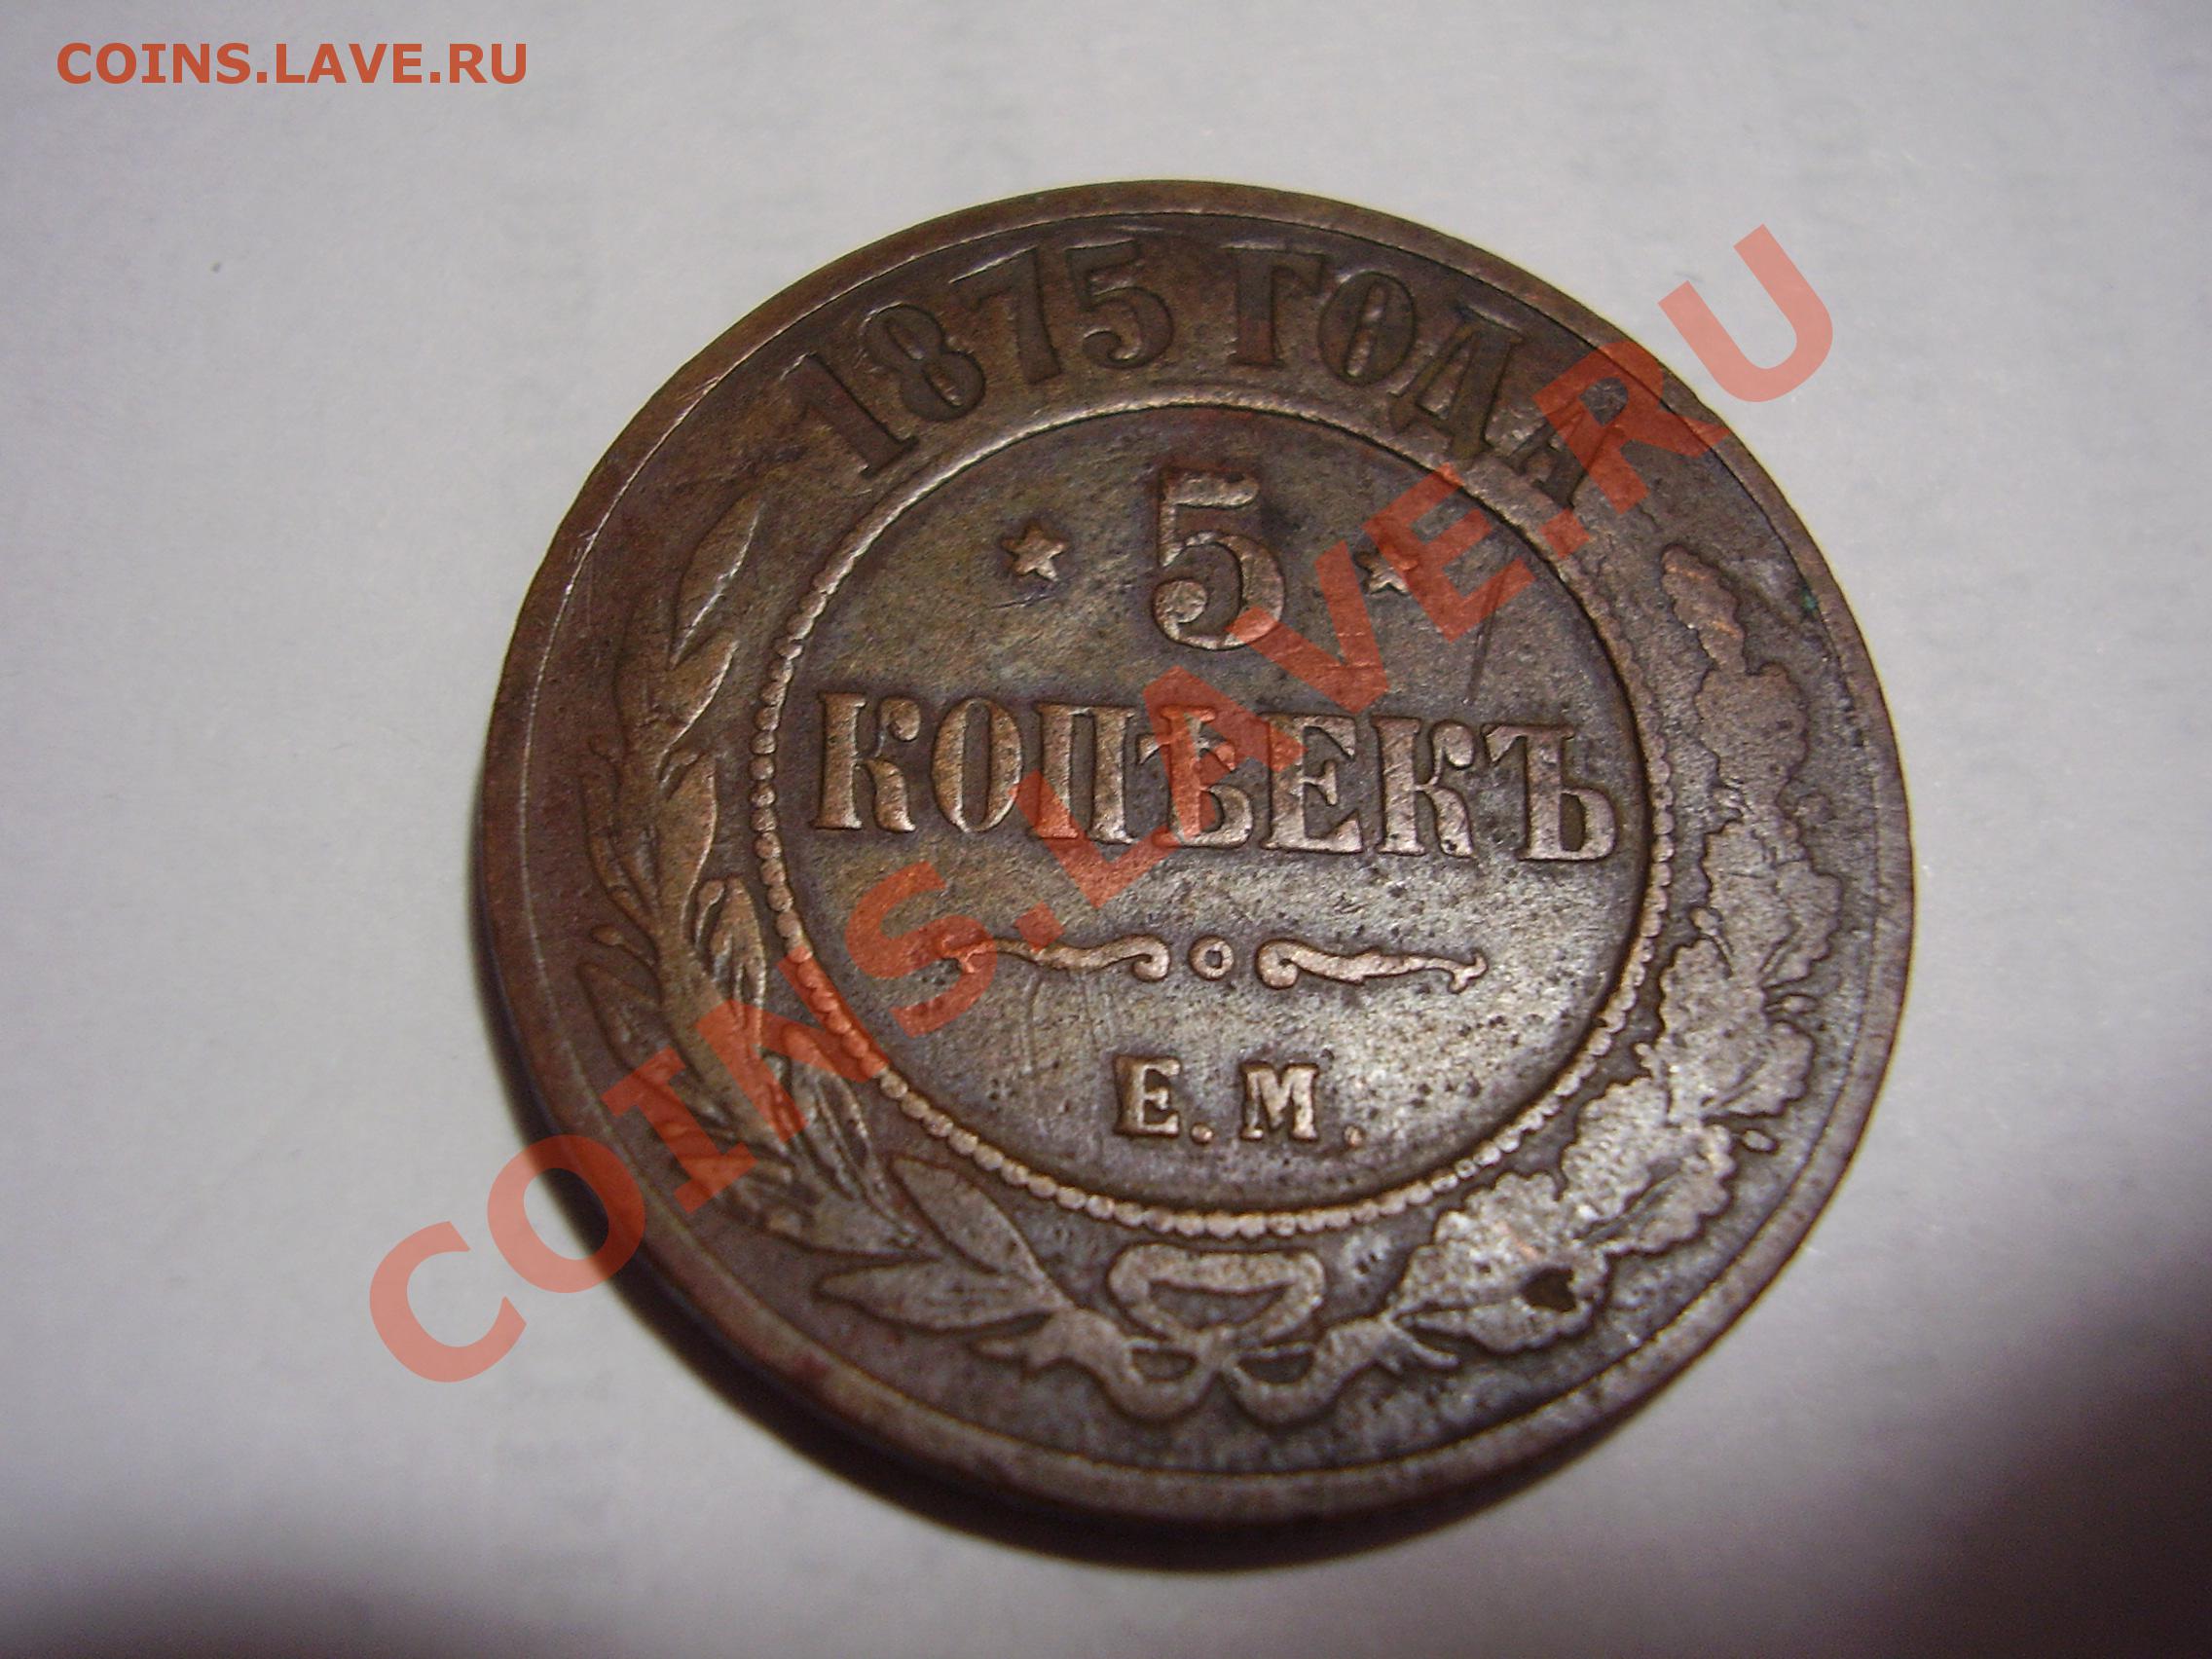 COINS.LAVE.RU
1875 ГОДА
5
КОПѢЕКЪ
Е.М.
COINS.LAVE.RU